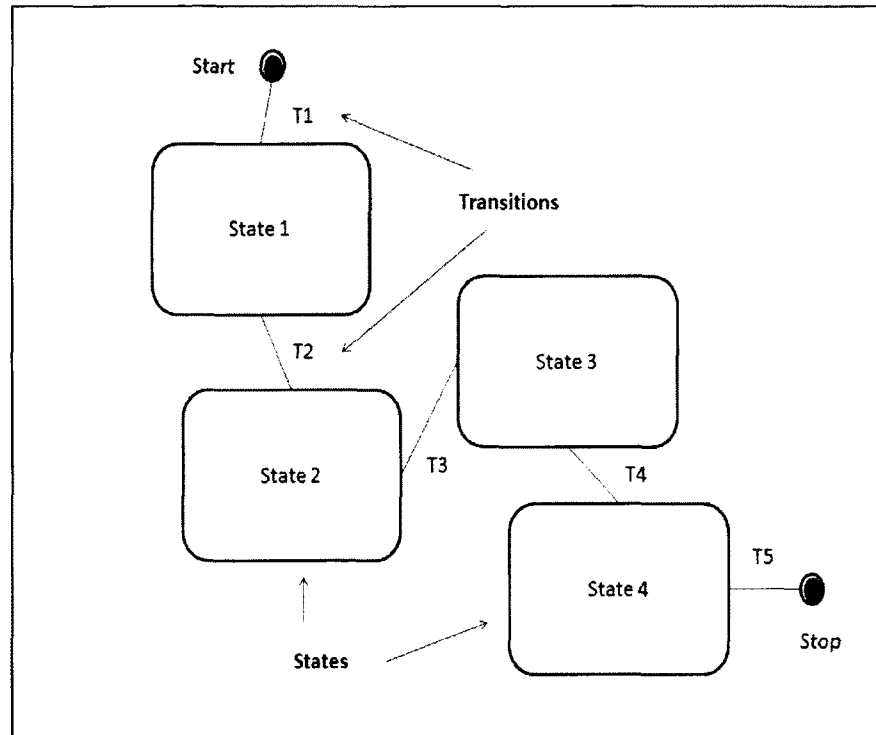 Start
T1
Transitions
State 1
T2
State 3
State 2
T3
T4
T5
State 4
States
Stop